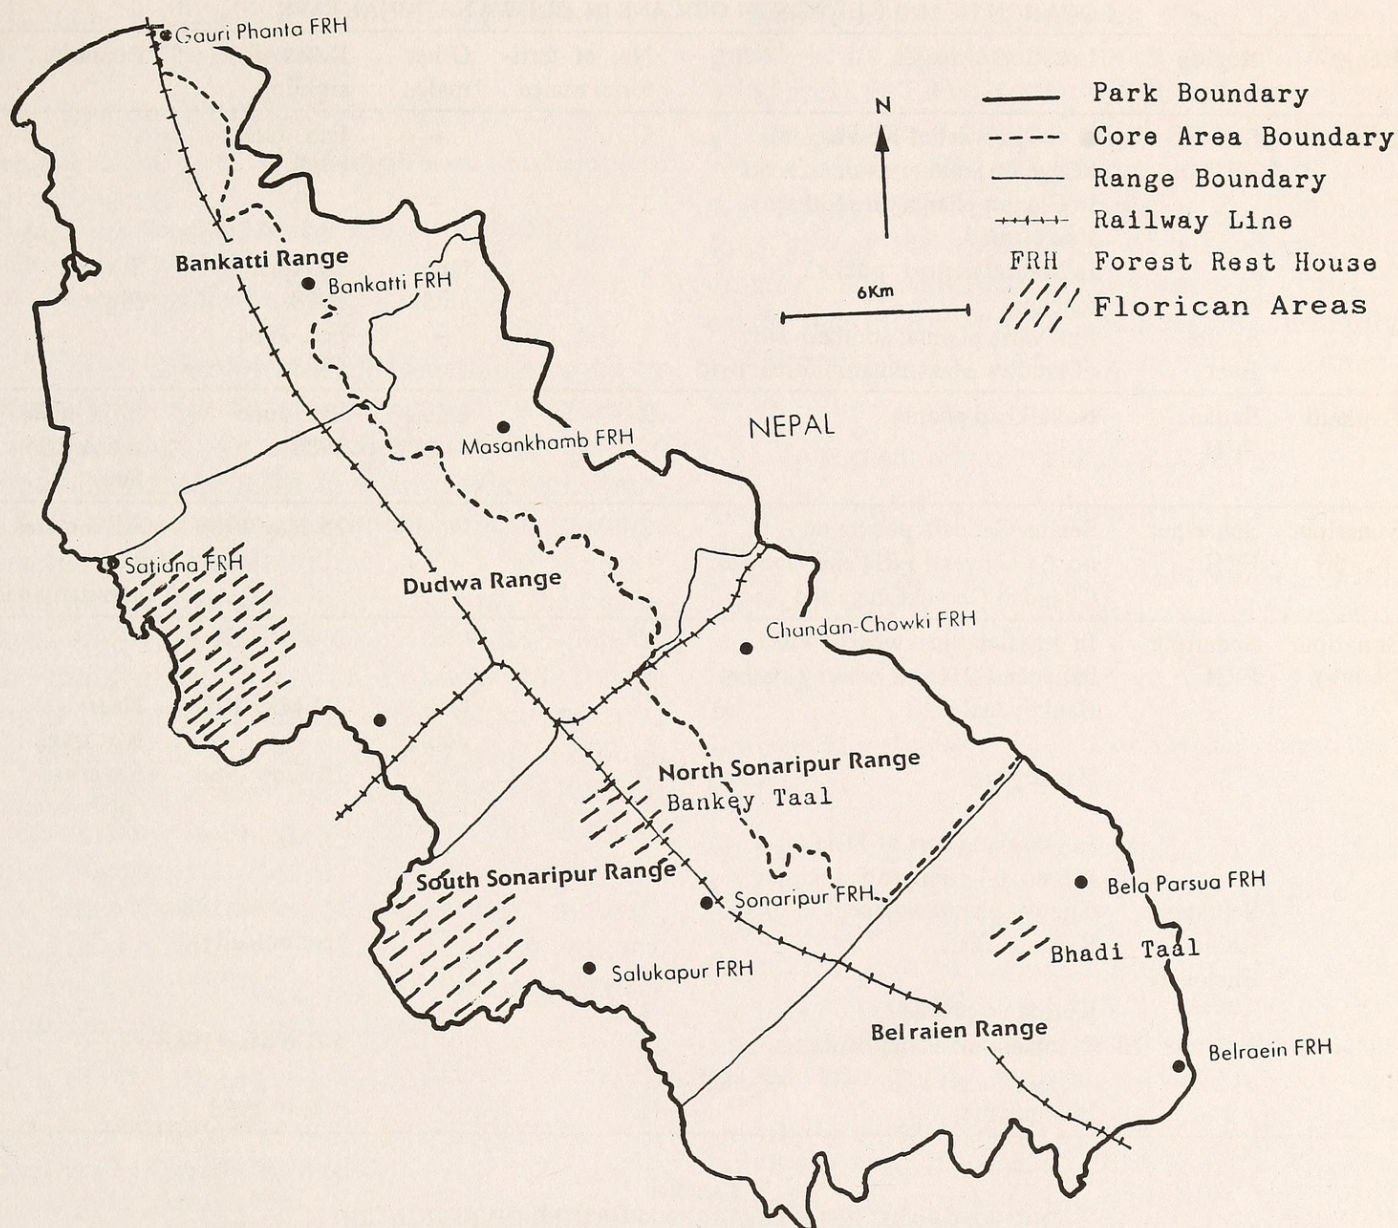 Gauri Phanta FRH
N
Park Boundary
Core Area Boundary
Range Boundary
Railway Line
FRH Forest Rest House
Florican Areas
6Km
Bankatti Range
Bankatti FRH
NEPAL
Masankhamb FRH
Satiana FRH
Dudwa Range
Chandan-Chowki FRH
North Sonaripur Range
Bankey Taal
South Sonaripur Range
Sonaripur FRH
Bela Parsua FRH
Bhadi Taal
Salukapur FRH
Belraien Range
Belraein FRH